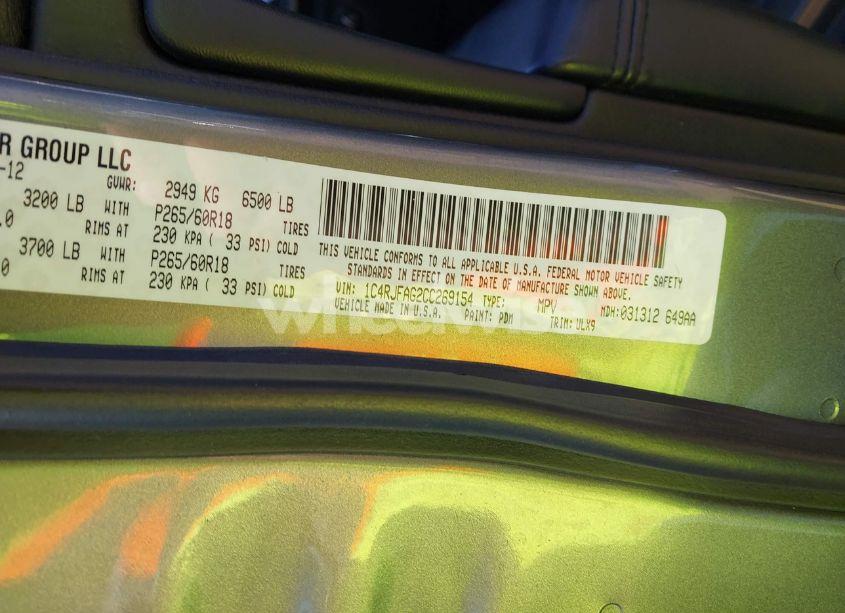 R GROUP LLC
-12
GVWR: 2949 KG 6500 LB
3200 LB WITH P265/60R18 TIRES
.0 RIMS AT 230 KPA ( 33 PSI) COLD
3700 LB WITH P265/60R18 TIRES
0 RIMS AT 230 KPA ( 33 PSI) COLD
THIS VEHICLE CONFORMS TO ALL APPLICABLE U.S.A. FEDERAL MOTOR VEHICLE SAFETY
STANDARDS IN EFFECT ON THE DATE OF MANUFACTURE SHOWN ABOVE.
VIN: 1C4RJFAG2CC269154 TYPE: MPV MDH: 031312 649AA
VEHICLE MADE IN U.S.A. PAINT: PDM TRIM: ULX9